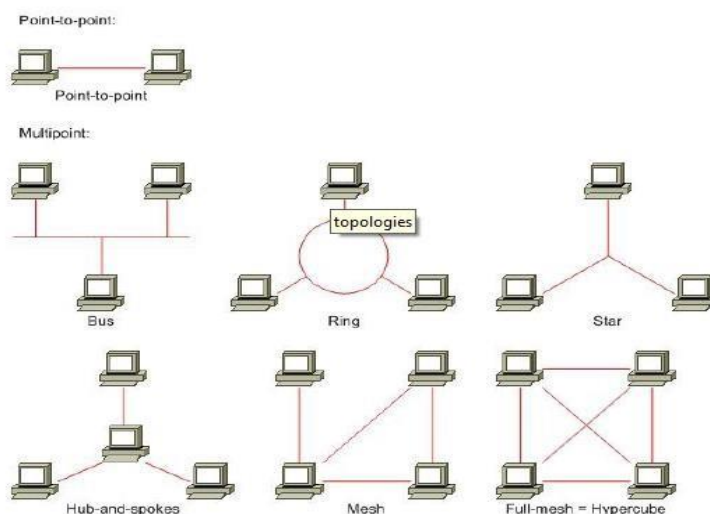 Point-to-point:
Point-to-point
Multipoint:
topologies
Bus
Ring
Star
Hub-and-spokes
Mesh
Full-mesh = Hypercube